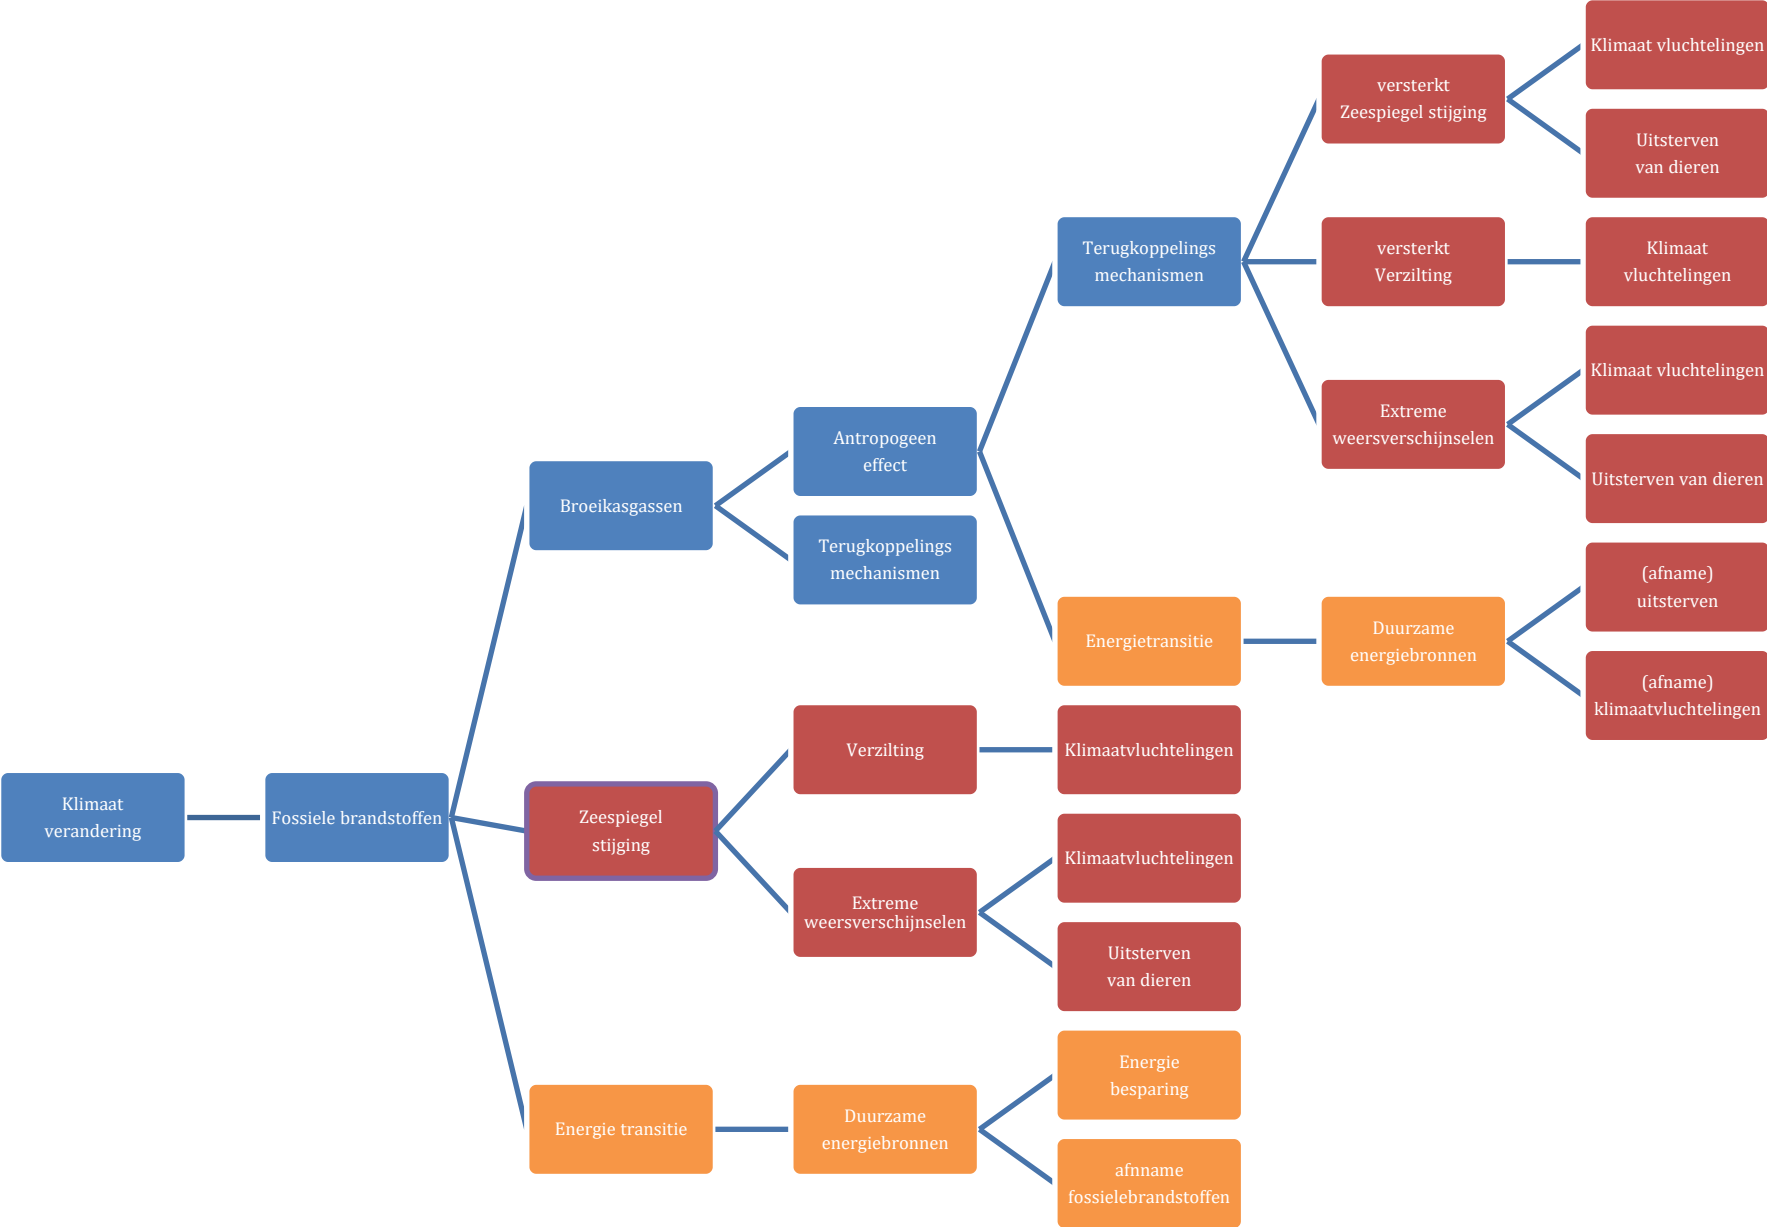 Klimaat
verandering
Fossiele brandstoffen
Broeikasgassen
Antropogeen
effect
Terugkoppelings
mechanismen
versterkt
Zeespiegel stijging
Klimaat vluchtelingen
Uitsterven
van dieren
versterkt
Verzilting
Klimaat
vluchtelingen
Extreme
weersverschijnselen
Klimaat vluchtelingen
Uitsterven van dieren
Energietransitie
Duurzame
energiebronnen
(afname)
uitsterven
(afname)
klimaatvluchtelingen
Terugkoppelings
mechanismen
Zeespiegel
stijging
Verzilting
Klimaatvluchtelingen
Extreme
weersverschijnselen
Klimaatvluchtelingen
Uitsterven
van dieren
Energie transitie
Duurzame
energiebronnen
Energie
besparing
afnname
fossielebrandstoffen